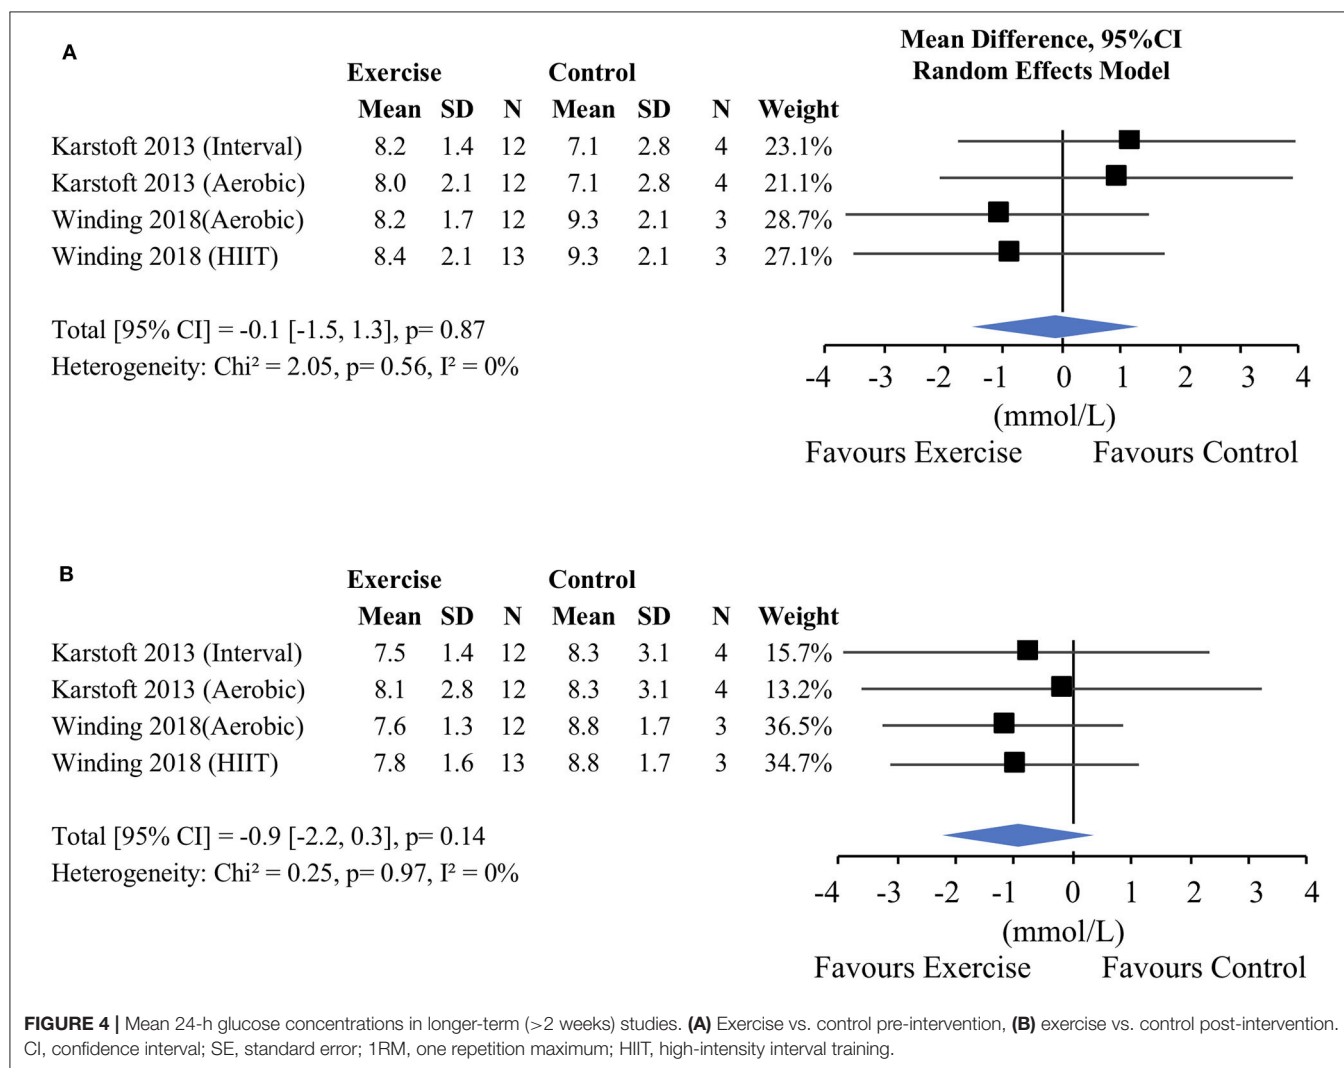 A
Mean Difference, 95%CI
Random Effects Model
Exercise Control
Mean SD N Mean SD N Weight
Karstoft 2013 (Interval) 8.2 1.4 12 7.1 2.8 4 23.1%
Karstoft 2013 (Aerobic) 8.0 2.1 12 7.1 2.8 4 21.1%
Winding 2018(Aerobic) 8.2 1.7 12 9.3 2.1 3 28.7%
Winding 2018 (HIIT) 8.4 2.1 13 9.3 2.1 3 27.1%
Total [95% CI] = -0.1 [-1.5, 1.3], p= 0.87
Heterogeneity: Chi² = 2.05, p= 0.56, I² = 0%
-4 -3 -2 -1 0 1 2 3 4
(mmol/L)
Favours Exercise Favours Control
B
Exercise Control
Mean SD N Mean SD N Weight
Karstoft 2013 (Interval) 7.5 1.4 12 8.3 3.1 4 15.7%
Karstoft 2013 (Aerobic) 8.1 2.8 12 8.3 3.1 4 13.2%
Winding 2018(Aerobic) 7.6 1.3 12 8.8 1.7 3 36.5%
Winding 2018 (HIIT) 7.8 1.6 13 8.8 1.7 3 34.7%
Total [95% CI] = -0.9 [-2.2, 0.3], p= 0.14
Heterogeneity: Chi² = 0.25, p= 0.97, I² = 0%
-4 -3 -2 -1 0 1 2 3 4
(mmol/L)
Favours Exercise Favours Control
FIGURE 4 | Mean 24-h glucose concentrations in longer-term (>2 weeks) studies. (A) Exercise vs. control pre-intervention, (B) exercise vs. control post-intervention.
CI, confidence interval; SE, standard error; 1RM, one repetition maximum; HIIT, high-intensity interval training.